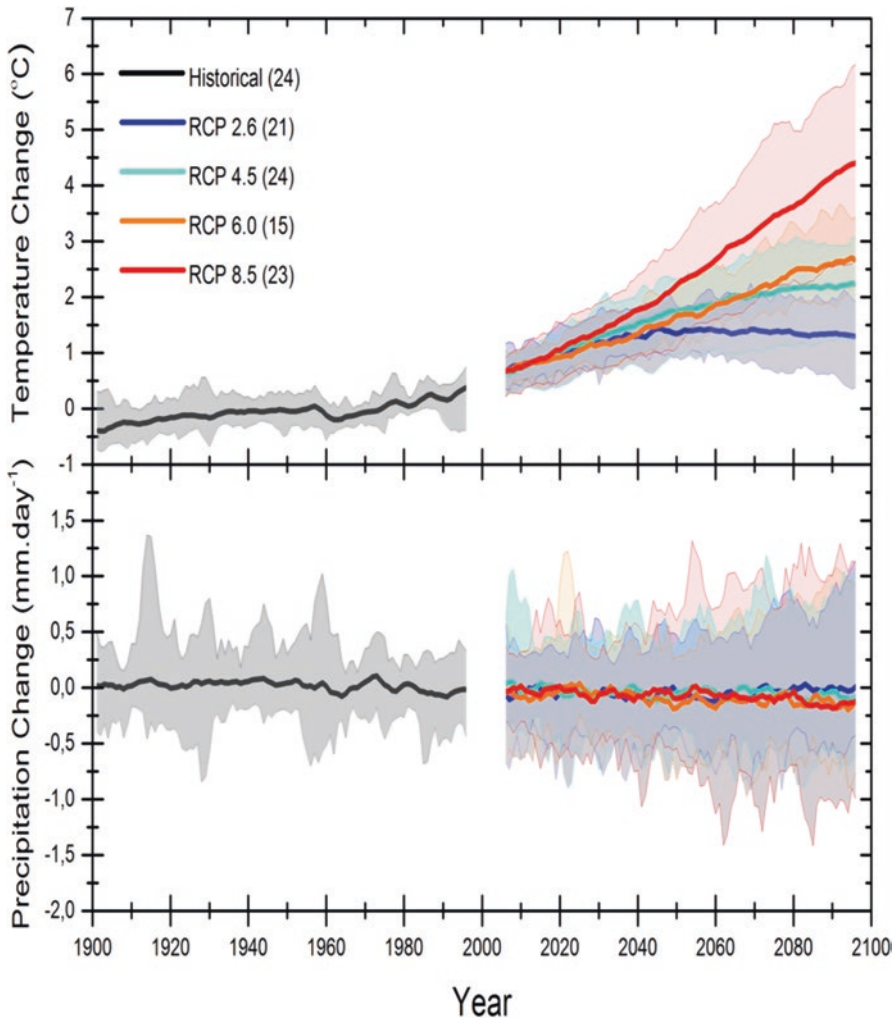 Temperature Change (°C)
7
6
5
4
3
2
1
0
-1
Historical (24)
RCP 2.6 (21)
RCP 4.5 (24)
RCP 6.0 (15)
RCP 8.5 (23)
Precipitation Change (mm.day⁻¹)
1,5
1,0
0,5
0,0
-0,5
-1,0
-1,5
-2,0
1900 1920 1940 1960 1980 2000 2020 2040 2060 2080 2100
Year